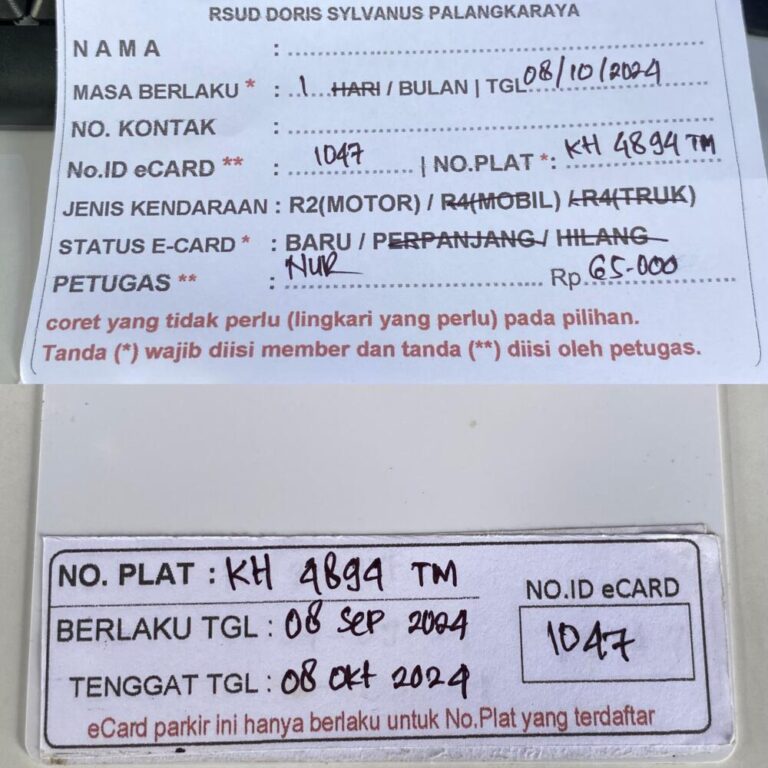 RSUD DORIS SYLVANUS PALANGKARAYA
NAMA :
MASA BERLAKU * : 1 HARI / BULAN | TGL 08/10/2024
NO. KONTAK :
No.ID eCARD ** : 1047 | NO.PLAT *: KH 4894 TM
JENIS KENDARAAN : R2(MOTOR) / R4(MOBIL) / R4(TRUK)
STATUS E-CARD * : BARU / PERPANJANG / HILANG
PETUGAS ** : NUR Rp 65.000
coret yang tidak perlu (lingkari yang perlu) pada pilihan.
Tanda (*) wajib diisi member dan tanda (**) diisi oleh petugas.
NO. PLAT : KH 4894 TM
BERLAKU TGL : 08 Sep 2024
TENGGAT TGL : 08 Okt 2024
NO.ID eCARD
1047
eCard parkir ini hanya berlaku untuk No.Plat yang terdaftar